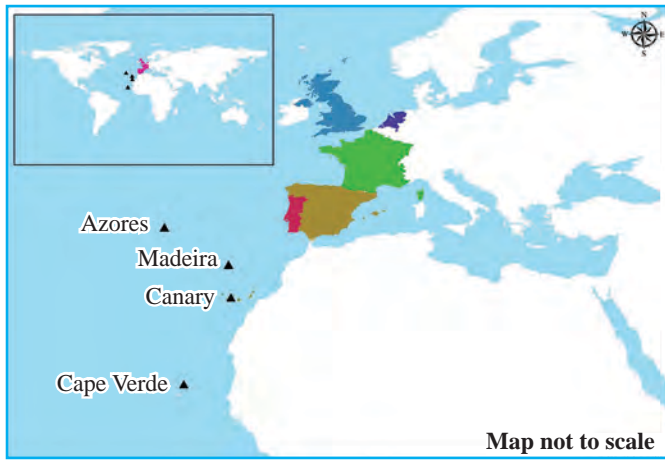 N
W E
S
Azores
Madeira
Canary
Cape Verde
Map not to scale